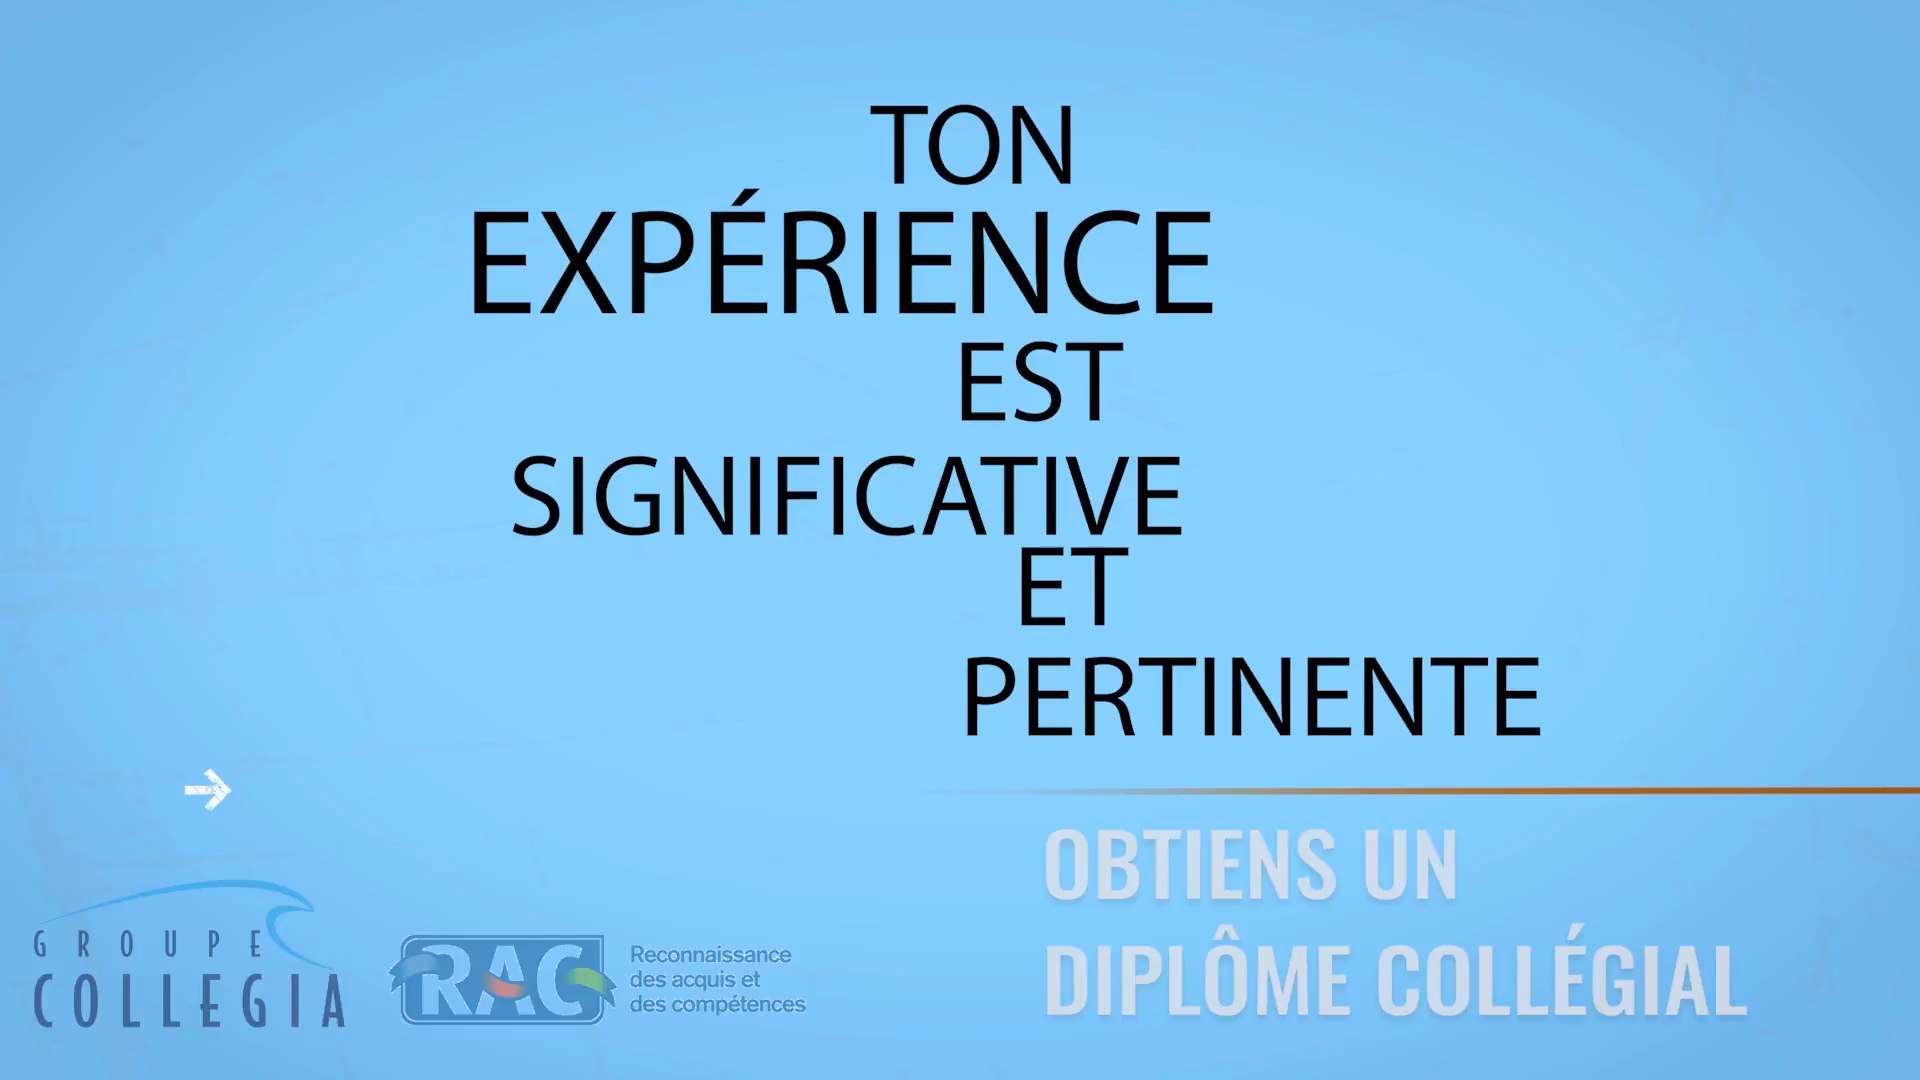 TON
EXPÉRIENCE
EST
SIGNIFICATIVE
ET
PERTINENTE
OBTIENS UN
DIPLÔME COLLÉGIAL
GROUPE
COLLEGIA
RAC
Reconnaissance
des acquis et
des compétences